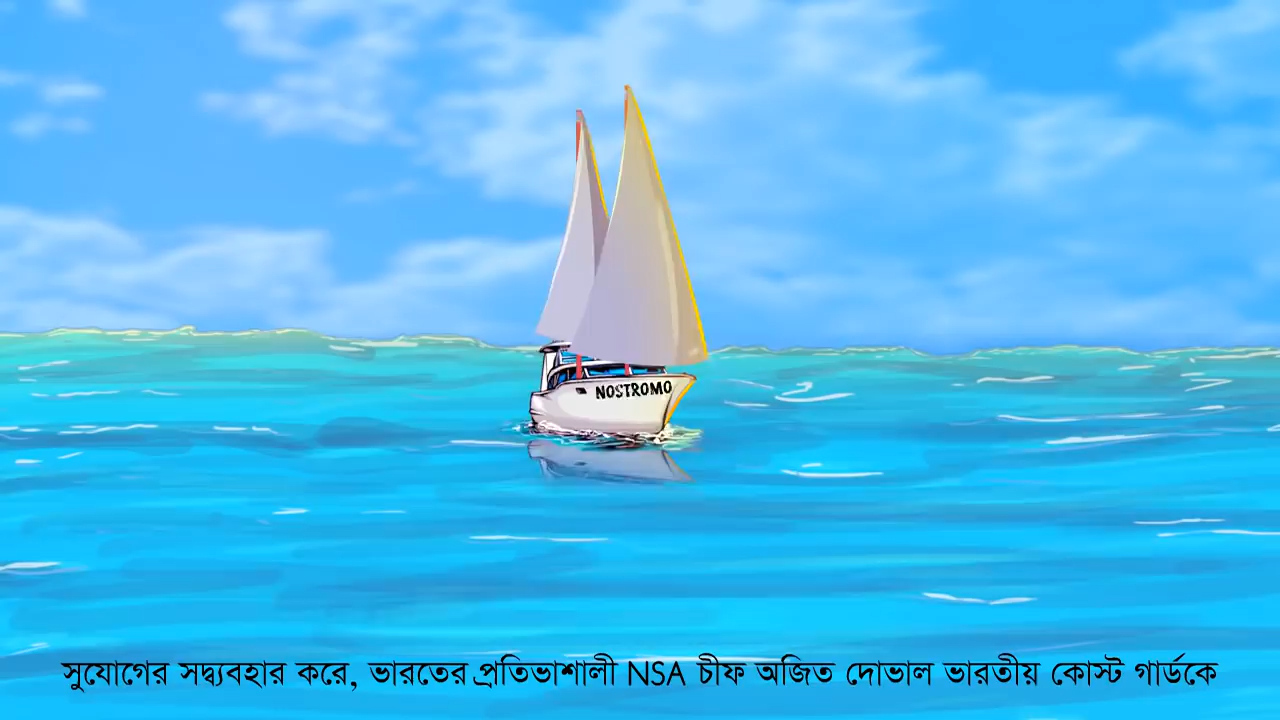 NOSTROMO
সুযোগের সদ্ব্যবহার করে, ভারতের প্রতিভাশালী NSA চীফ অজিত দোভাল ভারতীয় কোস্ট গার্ডকে